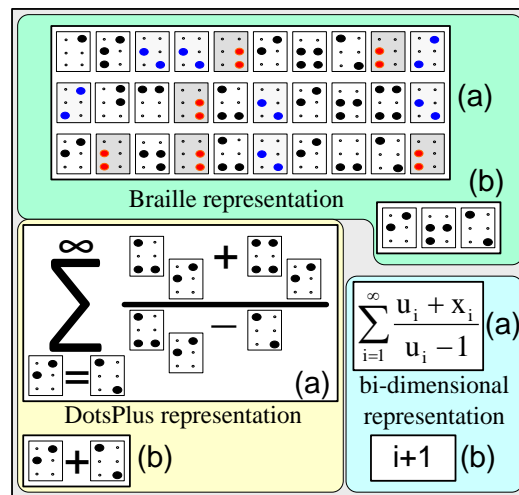 (a)
Braille representation
(b)
∞
+
∑
−
=
(a)
DotsPlus representation
+
(b)
∞
∑
i=1
u_i + x_i
u_i − 1
(a)
bi-dimensional
representation
i+1
(b)